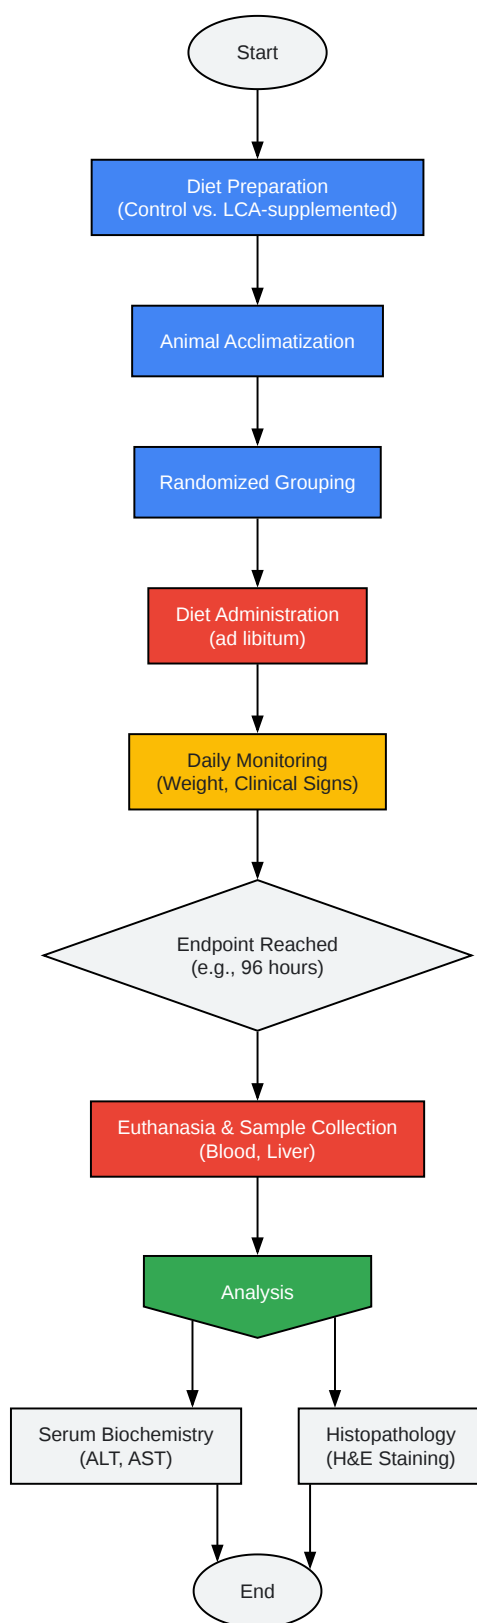 Start
Diet Preparation
(Control vs. LCA-supplemented)
Animal Acclimatization
Randomized Grouping
Diet Administration
(ad libitum)
Daily Monitoring
(Weight, Clinical Signs)
Endpoint Reached
(e.g., 96 hours)
Euthanasia & Sample Collection
(Blood, Liver)
Analysis
Serum Biochemistry
(ALT, AST)
Histopathology
(H&E Staining)
End